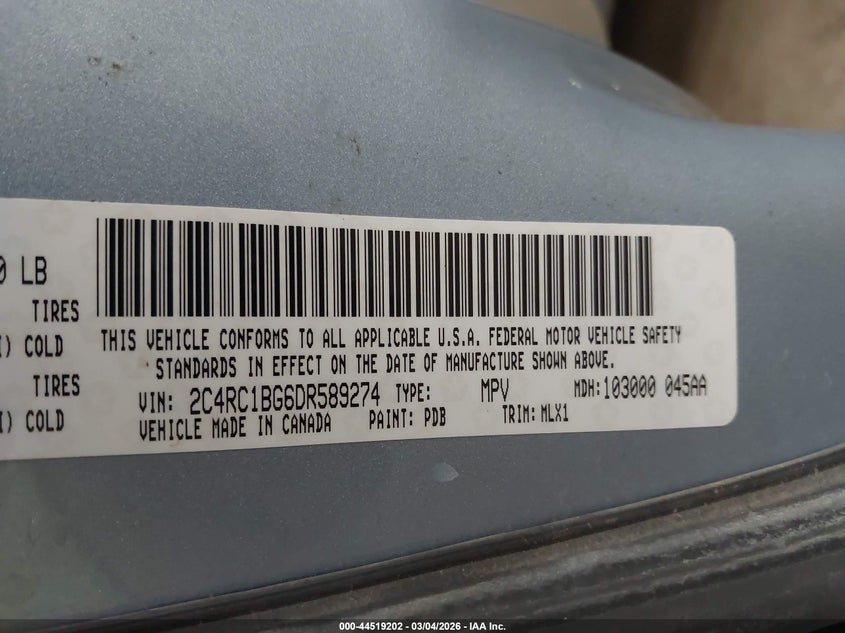 0 LB
TIRES
I) COLD
TIRES
I) COLD
THIS VEHICLE CONFORMS TO ALL APPLICABLE U.S.A. FEDERAL MOTOR VEHICLE SAFETY
STANDARDS IN EFFECT ON THE DATE OF MANUFACTURE SHOWN ABOVE.
VIN: 2C4RC1BG6DR589274 TYPE: MPV MDH:103000 045AA
VEHICLE MADE IN CANADA PAINT: PDB TRIM: MLX1
000-44519202 - 03/04/2026 - IAA Inc.